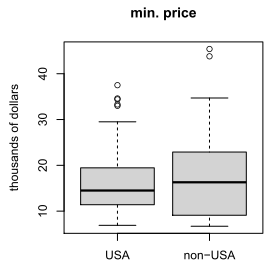 min. price
thousands of dollars
40
30
20
10
USA
non−USA